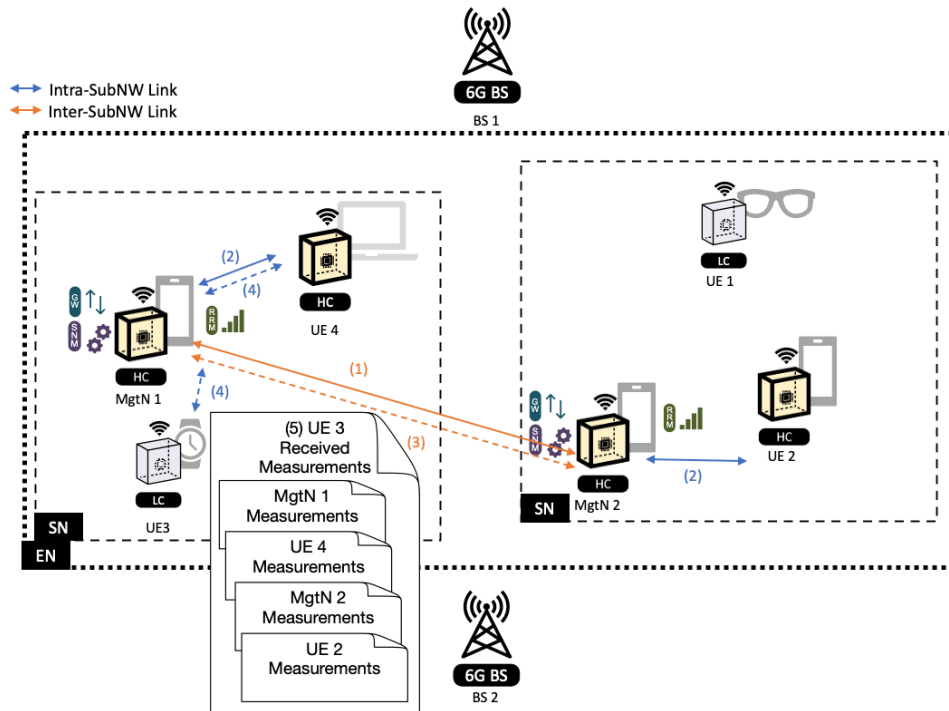 6G BS
BS 1
Intra-SubNW Link
Inter-SubNW Link
(2)
(4)
HC
UE 4
GW
SNM
RRM
HC
MgtN 1
(1)
(4)
(3)
LC
UE3
SN
EN
(5) UE 3
Received
Measurements
MgtN 1
Measurements
UE 4
Measurements
MgtN 2
Measurements
UE 2
Measurements
LC
UE 1
GW
SNM
RRM
HC
MgtN 2
(2)
HC
UE 2
SN
6G BS
BS 2